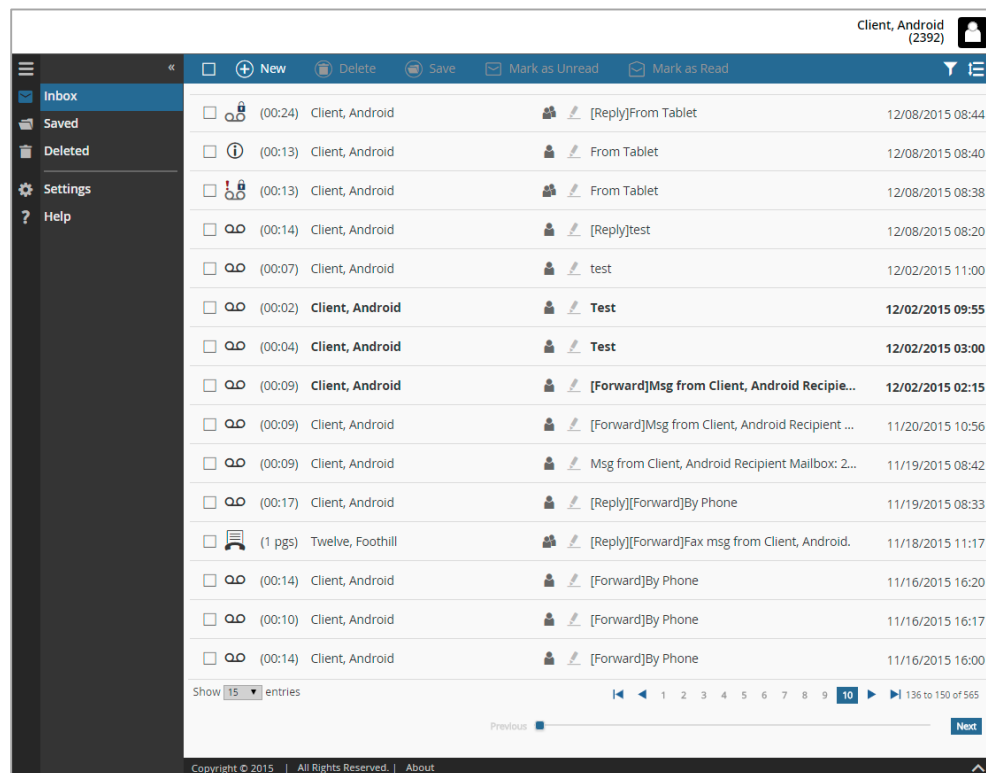 Client, Android
(2392)
« New Delete Save Mark as Unread Mark as Read
Inbox
Saved
Deleted
Settings
? Help
(00:24) Client, Android [Reply]From Tablet 12/08/2015 08:44
(00:13) Client, Android From Tablet 12/08/2015 08:40
(00:13) Client, Android From Tablet 12/08/2015 08:38
(00:14) Client, Android [Reply]test 12/08/2015 08:20
(00:07) Client, Android test 12/02/2015 11:00
(00:02) Client, Android Test 12/02/2015 09:55
(00:04) Client, Android Test 12/02/2015 03:00
(00:09) Client, Android [Forward]Msg from Client, Android Recipie... 12/02/2015 02:15
(00:09) Client, Android [Forward]Msg from Client, Android Recipient ... 11/20/2015 10:56
(00:09) Client, Android Msg from Client, Android Recipient Mailbox: 2... 11/19/2015 08:42
(00:17) Client, Android [Reply][Forward]By Phone 11/19/2015 08:33
(1 pgs) Twelve, Foothill [Reply][Forward]Fax msg from Client, Android. 11/18/2015 11:17
(00:14) Client, Android [Forward]By Phone 11/16/2015 16:20
(00:10) Client, Android [Forward]By Phone 11/16/2015 16:17
(00:14) Client, Android [Forward]By Phone 11/16/2015 16:00
Show 15 entries 1 2 3 4 5 6 7 8 9 10 136 to 150 of 565
Previous Next
Copyright © 2015 | All Rights Reserved. | About